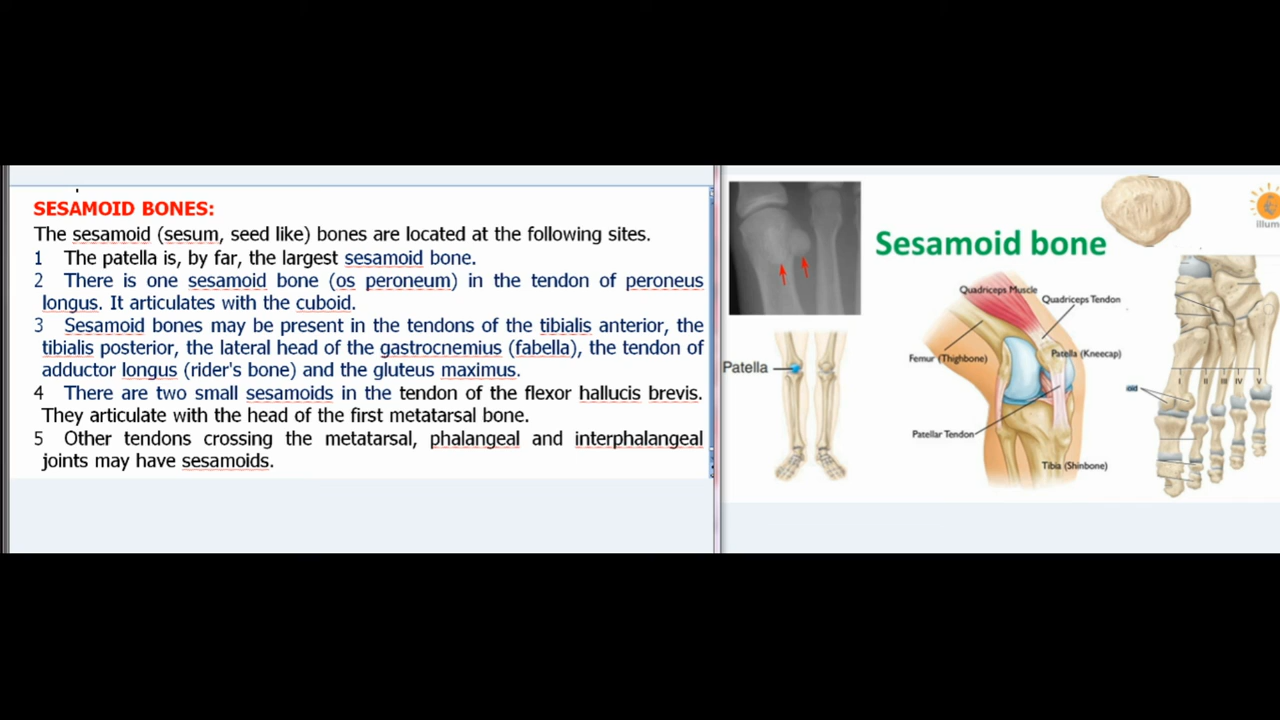 SESAMOID BONES:
The sesamoid (sesum, seed like) bones are located at the following sites.
1 The patella is, by far, the largest sesamoid bone.
2 There is one sesamoid bone (os peroneum) in the tendon of peroneus
longus. It articulates with the cuboid.
3 Sesamoid bones may be present in the tendons of the tibialis anterior, the
tibialis posterior, the lateral head of the gastrocnemius (fabella), the tendon of
adductor longus (rider's bone) and the gluteus maximus.
4 There are two small sesamoids in the tendon of the flexor hallucis brevis.
They articulate with the head of the first metatarsal bone.
5 Other tendons crossing the metatarsal, phalangeal and interphalangeal
joints may have sesamoids.
Sesamoid bone
illum
Quadriceps Muscle
Quadriceps Tendon
Femur (Thighbone)
Patella (Kneecap)
Patellar Tendon
Tibia (Shinbone)
Patella
oid
I II III IV V